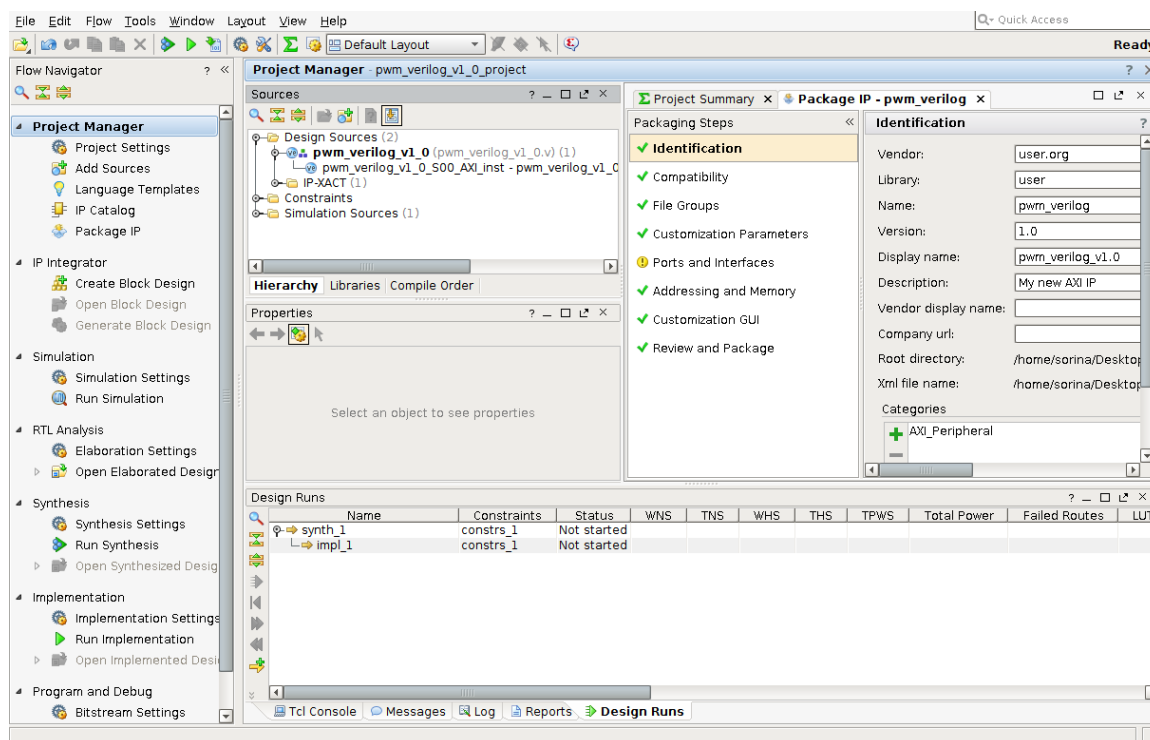 File Edit Flow Tools Window Layout View Help
Quick Access
Default Layout
Ready
Flow Navigator ? «
Project Manager
Project Settings
Add Sources
Language Templates
IP Catalog
Package IP
IP Integrator
Create Block Design
Open Block Design
Generate Block Design
Simulation
Simulation Settings
Run Simulation
RTL Analysis
Elaboration Settings
Open Elaborated Design
Synthesis
Synthesis Settings
Run Synthesis
Open Synthesized Desig
Implementation
Implementation Settings
Run Implementation
Open Implemented Desi
Program and Debug
Bitstream Settings
Project Manager - pwm_verilog_v1_0_project
Sources
Design Sources (2)
pwm_verilog_v1_0 (pwm_verilog_v1_0.v) (1)
pwm_verilog_v1_0_S00_AXI_inst - pwm_verilog_v1_0
IP-XACT (1)
Constraints
Simulation Sources (1)
Hierarchy Libraries Compile Order
Properties
Select an object to see properties
Project Summary Package IP - pwm_verilog
Packaging Steps «
Identification
Compatibility
File Groups
Customization Parameters
Ports and Interfaces
Addressing and Memory
Customization GUI
Review and Package
Identification ?
Vendor: user.org
Library: user
Name: pwm_verilog
Version: 1.0
Display name: pwm_verilog_v1.0
Description: My new AXI IP
Vendor display name:
Company url:
Root directory: /home/sorina/Desktop
Xml file name: /home/sorina/Desktop
Categories
AXI_Peripheral
Design Runs
Name Constraints Status WNS TNS WHS THS TPWS Total Power Failed Routes LUT
synth_1 constrs_1 Not started
impl_1 constrs_1 Not started
Tcl Console Messages Log Reports Design Runs